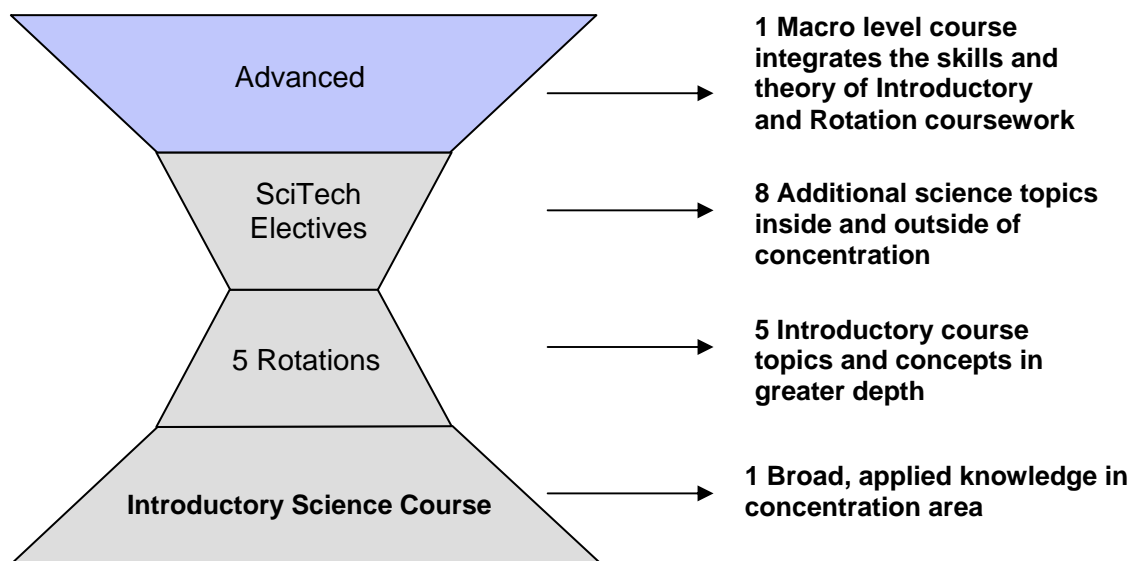 Advanced
1 Macro level course
integrates the skills and
theory of Introductory
and Rotation coursework
SciTech
Electives
8 Additional science topics
inside and outside of
concentration
5 Rotations
5 Introductory course
topics and concepts in
greater depth
Introductory Science Course
1 Broad, applied knowledge in
concentration area